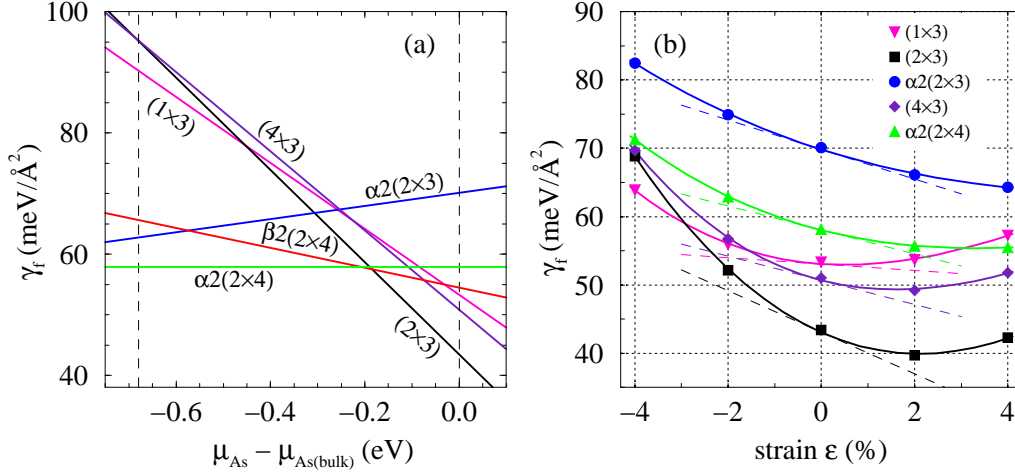 (a)
100
80
60
40
γf (meV/Å²)
(1×3)
(4×3)
α2(2×3)
β2(2×4)
α2(2×4)
(2×3)
−0.6
−0.4
−0.2
0.0
μAs − μAs(bulk) (eV)
(b)
(1×3)
(2×3)
α2(2×3)
(4×3)
α2(2×4)
90
80
70
60
50
40
γf (meV/Å²)
−4
−2
0
2
4
strain ε (%)